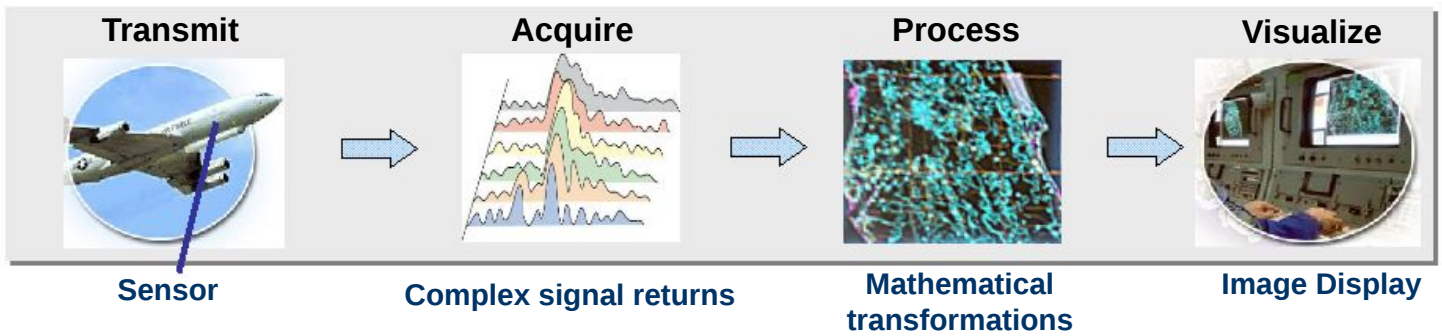 Transmit
Acquire
Process
Visualize
Sensor
Complex signal returns
Mathematical
transformations
Image Display